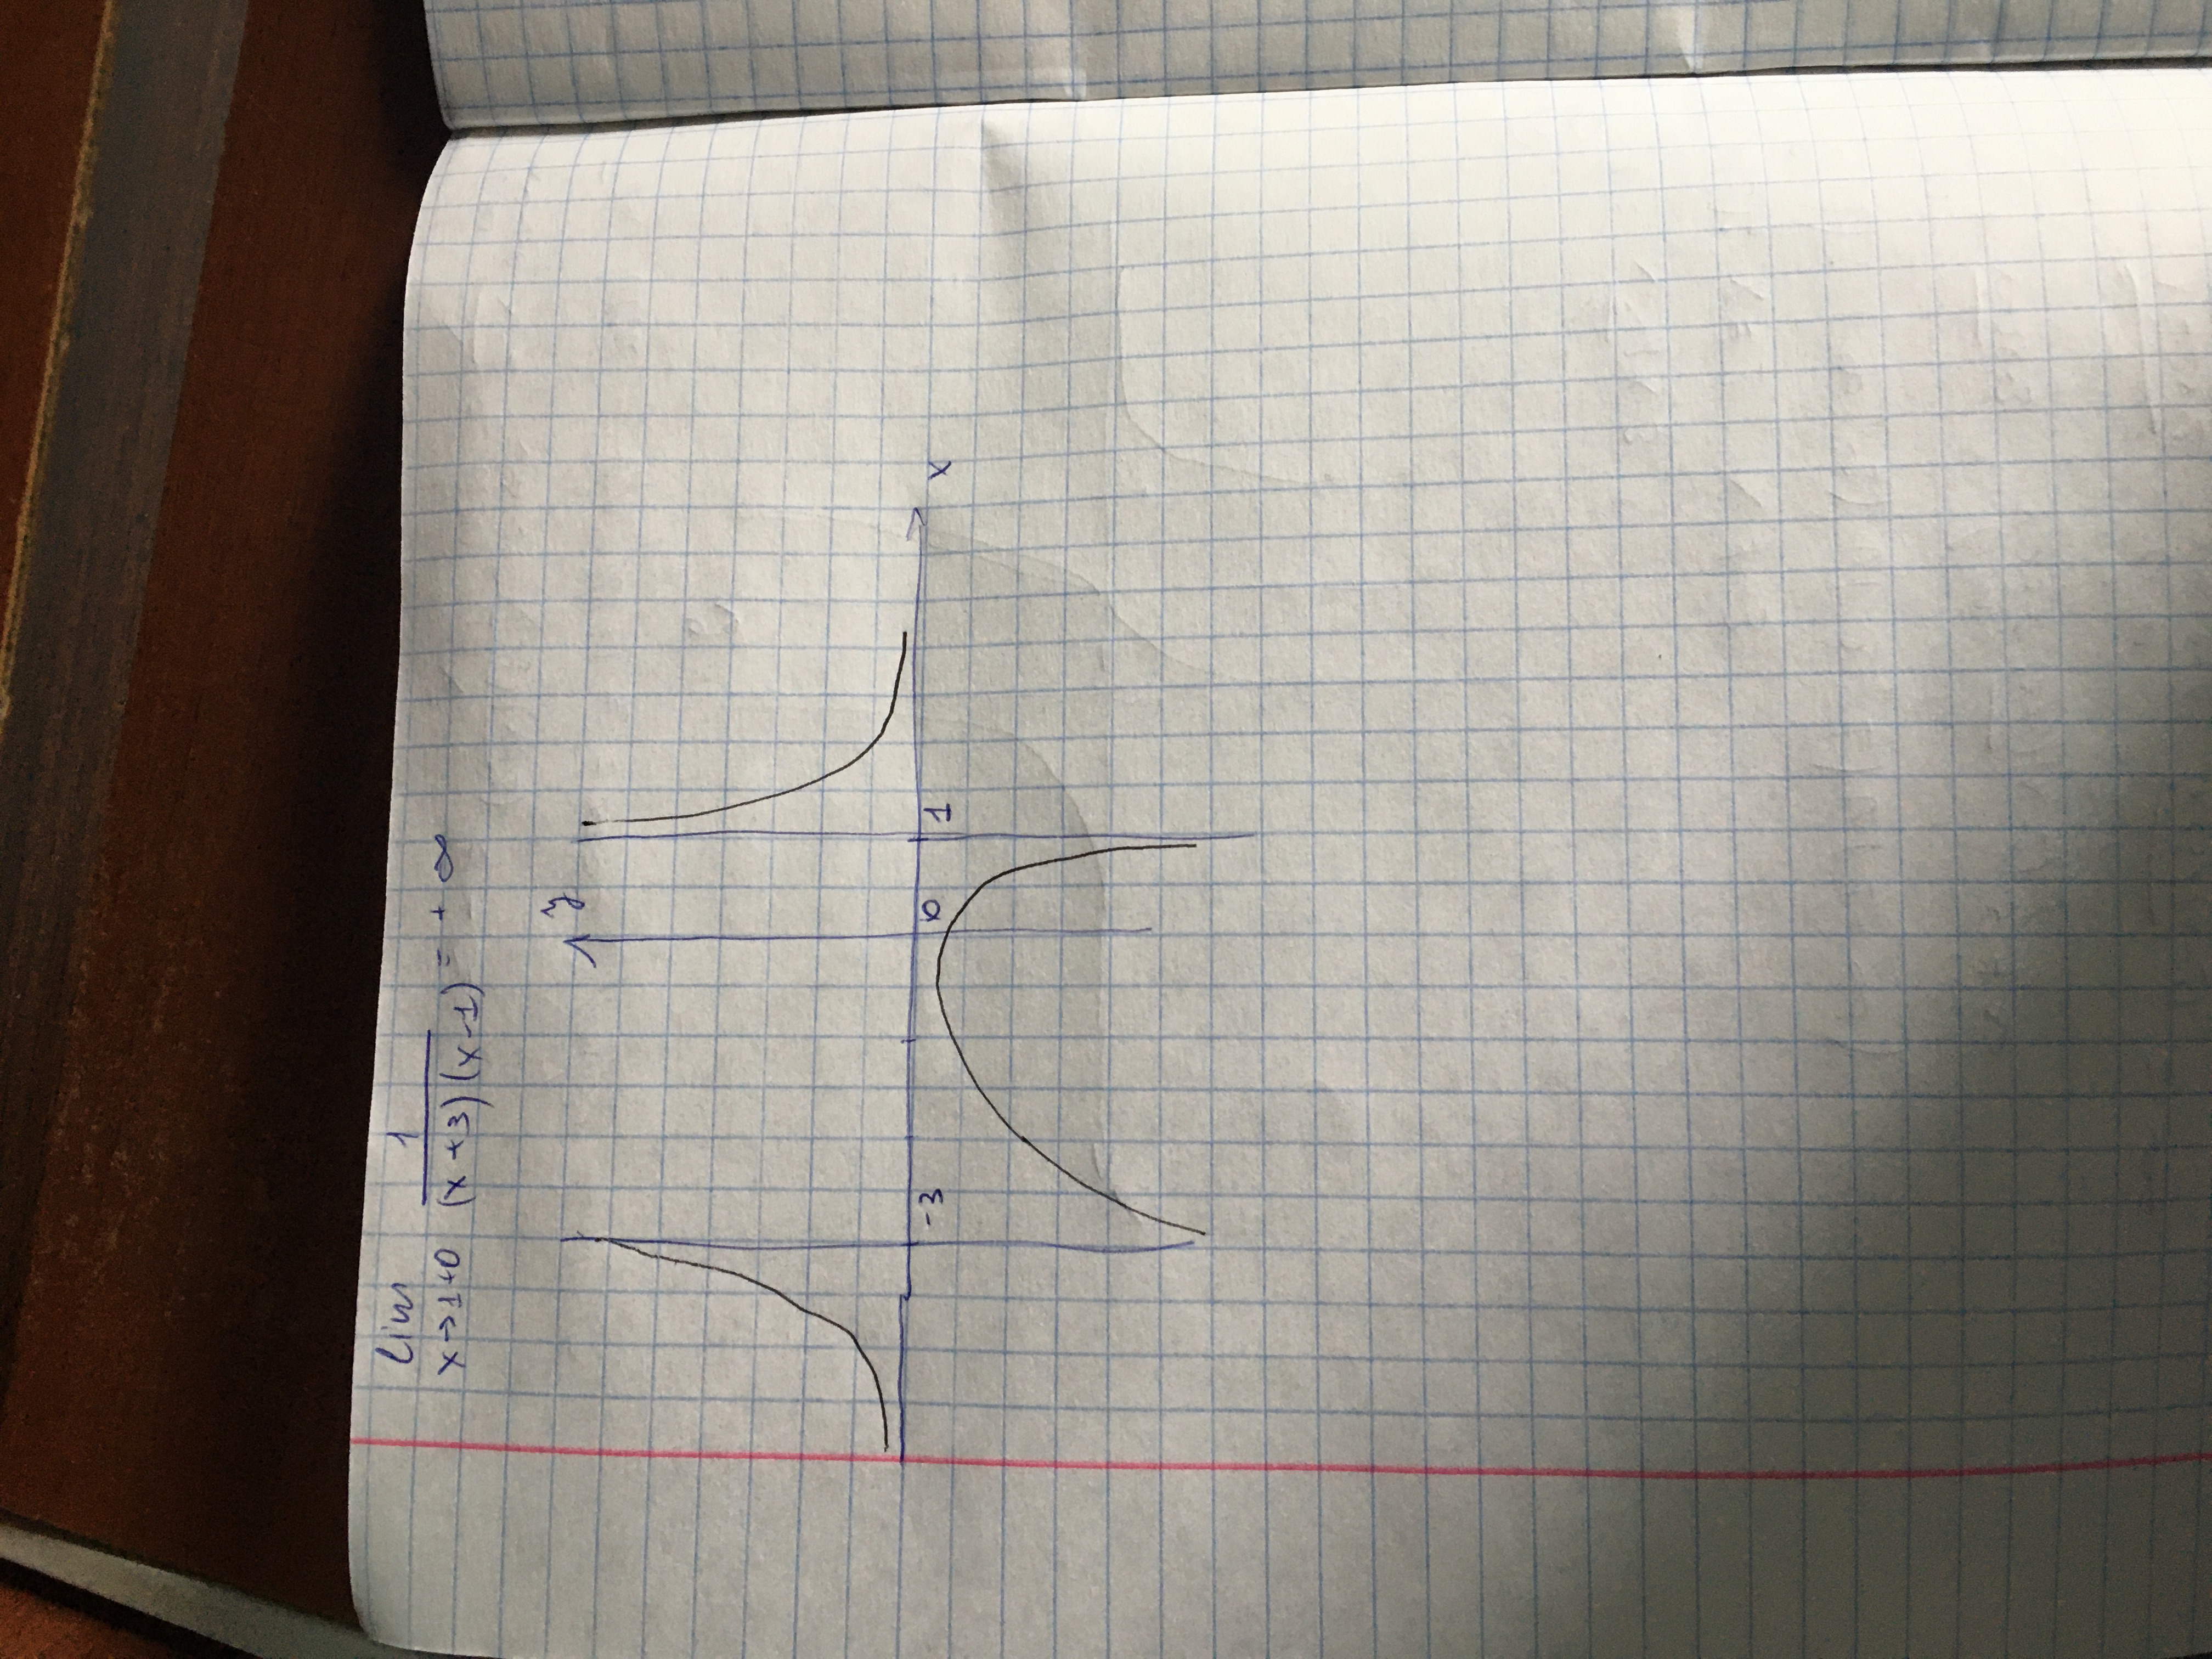 lim 1
x→1+0 (x+3)(x-1) = + ∞
y
-3 0 1 x